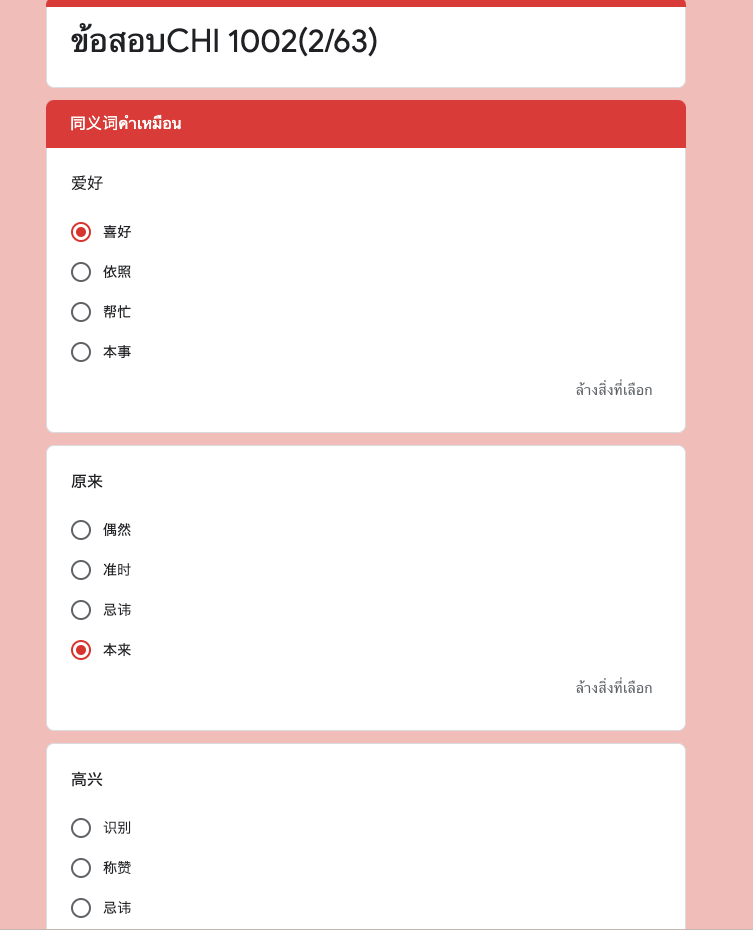 ข้อสอบCHI 1002(2/63)
同义词คำเหมือน
爱好
喜好
依照
帮忙
本事
ล้างสิ่งที่เลือก
原来
偶然
准时
忌讳
本来
ล้างสิ่งที่เลือก
高兴
识别
称赞
忌讳